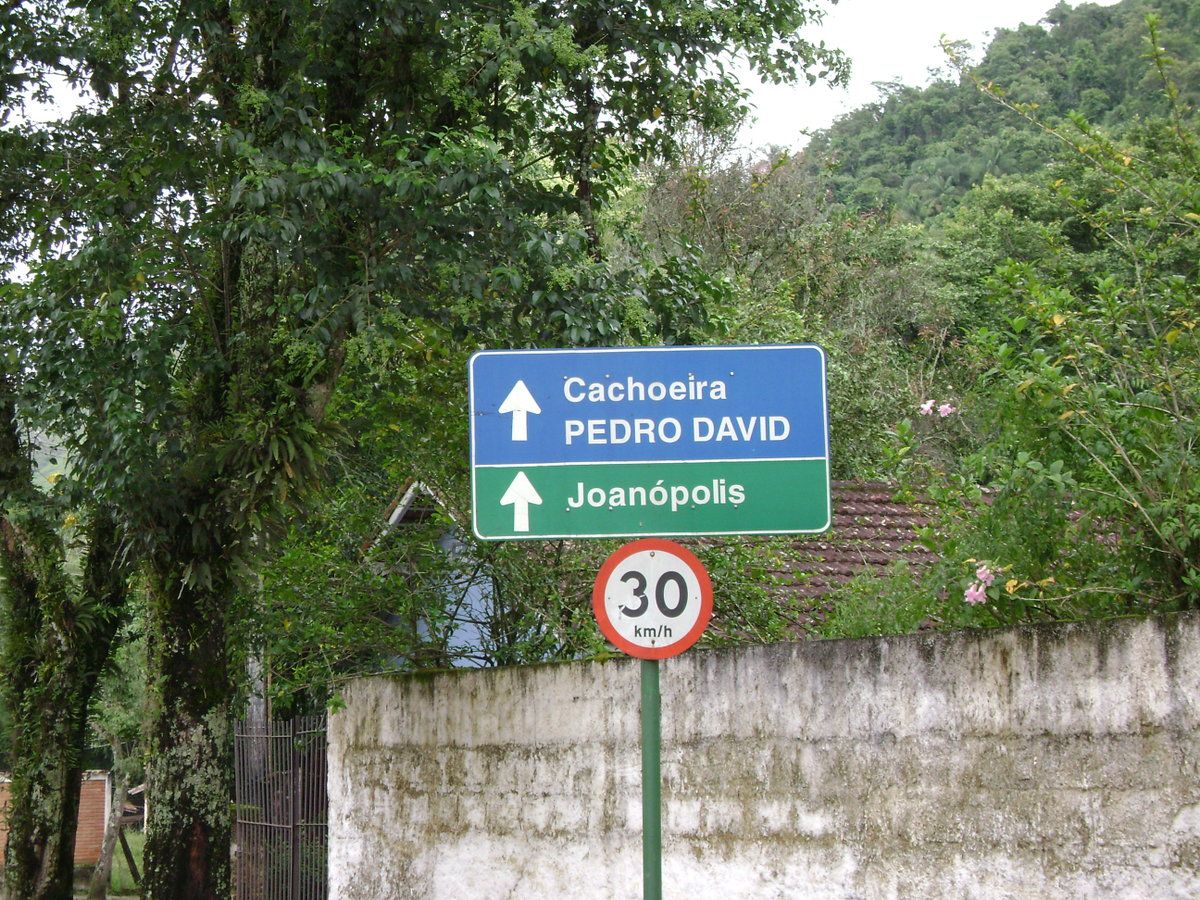 Cachoeira
PEDRO DAVID
Joanópolis
30
km/h